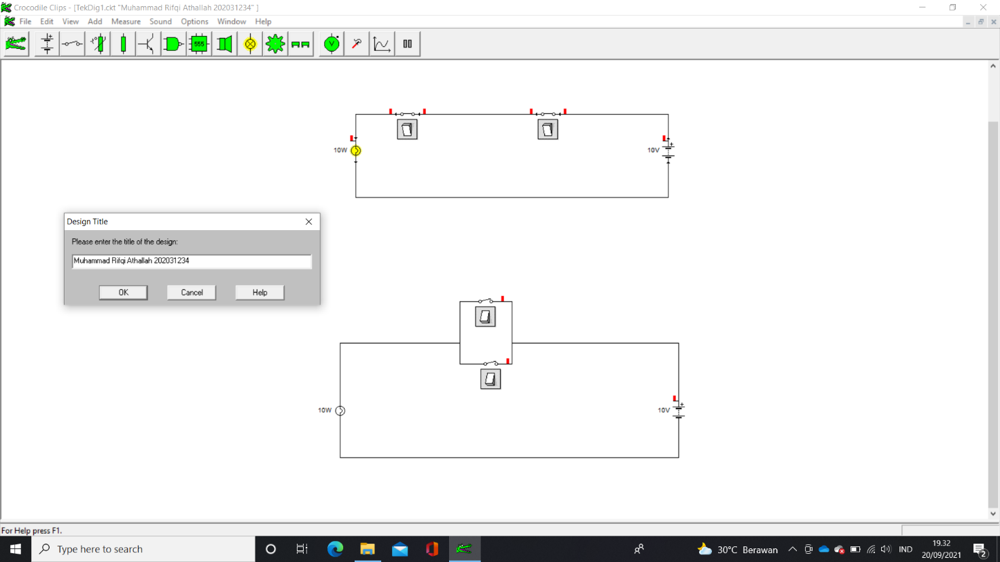 Crocodile Clips - [TekDig1.ckt "Muhammad Rifqi Athallah 202031234" ]
File Edit View Add Measure Sound Options Window Help
555
V
10W
10V
Design Title
Please enter the title of the design:
Muhammad Rifqi Athallah 202031234
OK Cancel Help
10W
10V
For Help press F1.
Type here to search
30°C Berawan
IND
19.32
20/09/2021
2